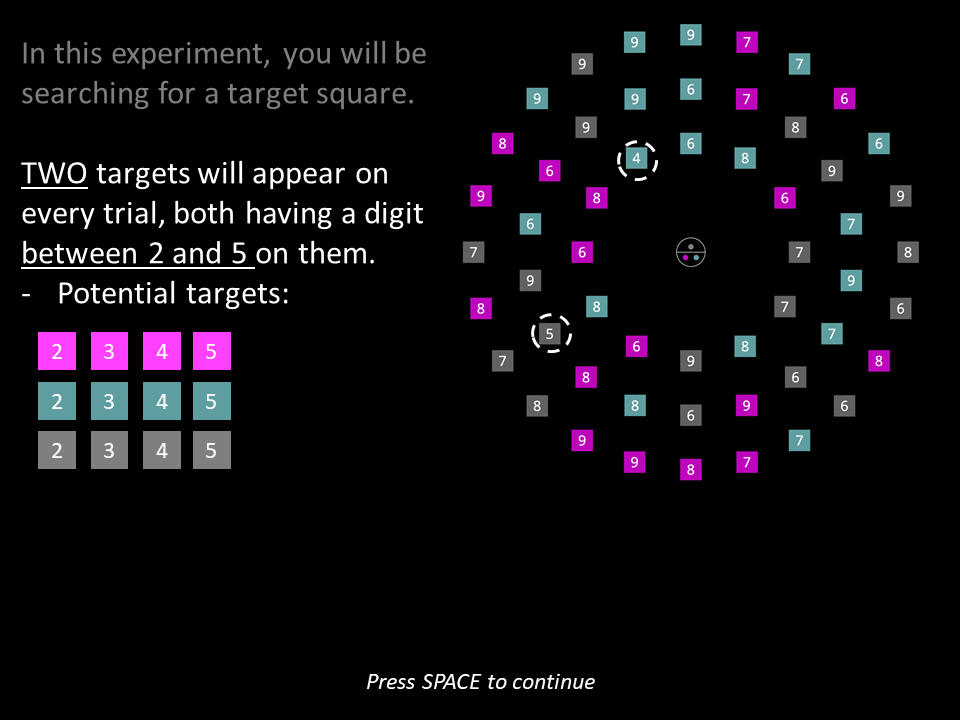 In this experiment, you will be
searching for a target square.
TWO targets will appear on
every trial, both having a digit
between 2 and 5 on them.
- Potential targets:
2 3 4 5
2 3 4 5
2 3 4 5
9
9 7
9 7
6
9 9 7 6
9 8
8 6 6
4 8
6 9
9 8 6 9
6 7
7 6 7 8
9 9
8 8 7 6
5 7
6 8
7 9 8
8 6
8 8 9 6
6
9 7
9 7
8
Press SPACE to continue